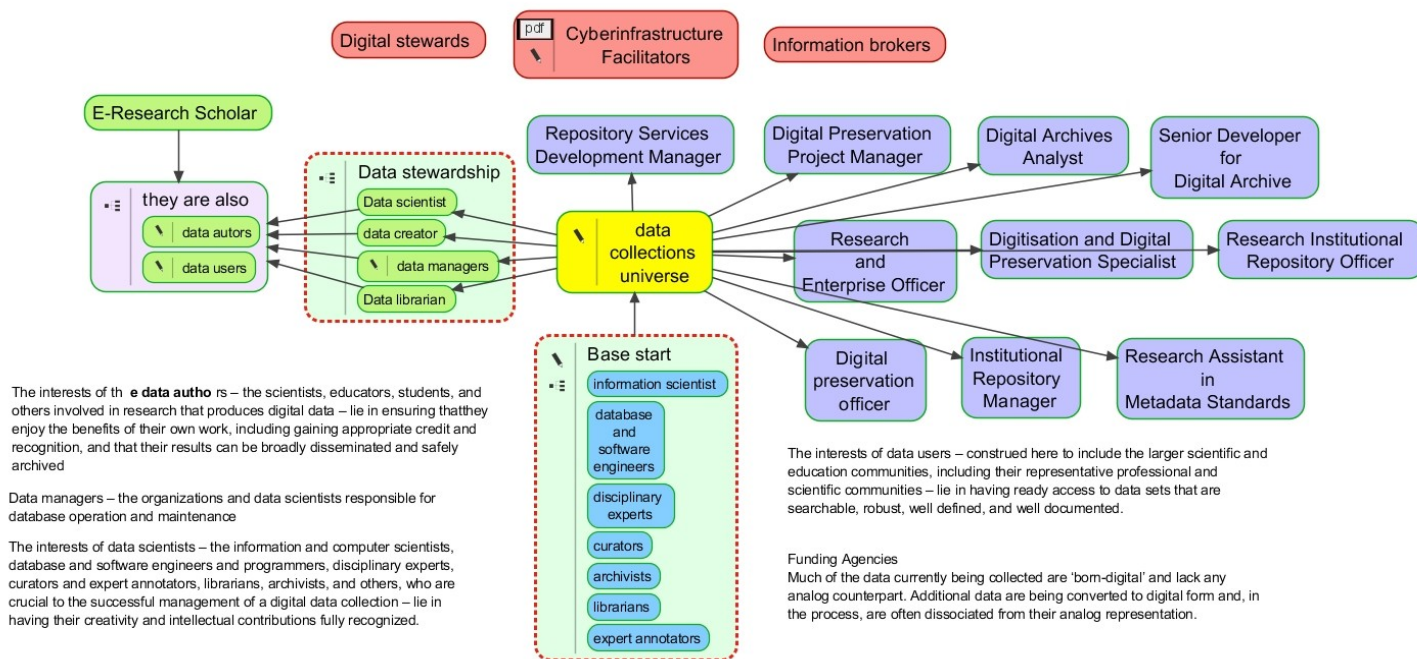 Digital stewards
pdf
Cyberinfrastructure
Facilitators
Information brokers
E-Research Scholar
they are also
data autors
data users
Data stewardship
Data scientist
data creator
data managers
Data librarian
Repository Services
Development Manager
Digital Preservation
Project Manager
Digital Archives
Analyst
Senior Developer
for
Digital Archive
data
collections
universe
Research
and
Enterprise Officer
Digitisation and Digital
Preservation Specialist
Research Institutional
Repository Officer
Digital
preservation
officer
Institutional
Repository
Manager
Research Assistant
in
Metadata Standards
Base start
information scientist
database
and
software
engineers
disciplinary
experts
curators
archivists
librarians
expert annotators
The interests of th e data autho rs – the scientists, educators, students, and
others involved in research that produces digital data – lie in ensuring thatthey
enjoy the benefits of their own work, including gaining appropriate credit and
recognition, and that their results can be broadly disseminated and safely
archived
Data managers – the organizations and data scientists responsible for
database operation and maintenance
The interests of data scientists – the information and computer scientists,
database and software engineers and programmers, disciplinary experts,
curators and expert annotators, librarians, archivists, and others, who are
crucial to the successful management of a digital data collection – lie in
having their creativity and intellectual contributions fully recognized.
The interests of data users – construed here to include the larger scientific and
education communities, including their representative professional and
scientific communities – lie in having ready access to data sets that are
searchable, robust, well defined, and well documented.
Funding Agencies
Much of the data currently being collected are ‘born-digital’ and lack any
analog counterpart. Additional data are being converted to digital form and, in
the process, are often dissociated from their analog representation.